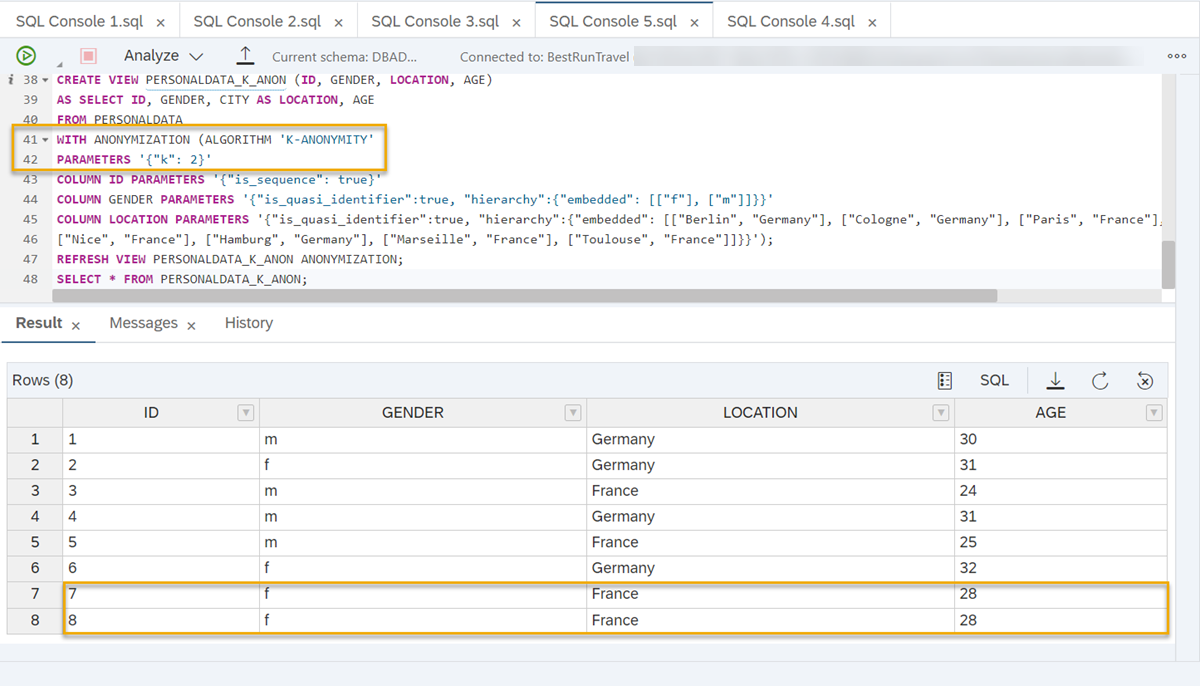 SQL Console 1.sql × SQL Console 2.sql × SQL Console 3.sql × SQL Console 5.sql × SQL Console 4.sql ×
Analyze Current schema: DBAD... Connected to: BestRunTravel
i 38 CREATE VIEW PERSONALDATA_K_ANON (ID, GENDER, LOCATION, AGE)
39 AS SELECT ID, GENDER, CITY AS LOCATION, AGE
40 FROM PERSONALDATA
41 WITH ANONYMIZATION (ALGORITHM 'K-ANONYMITY'
42 PARAMETERS '{"k": 2}'
43 COLUMN ID PARAMETERS '{"is_sequence": true}'
44 COLUMN GENDER PARAMETERS '{"is_quasi_identifier":true, "hierarchy":{"embedded": [["f"], ["m"]]}}'
45 COLUMN LOCATION PARAMETERS '{"is_quasi_identifier":true, "hierarchy":{"embedded": [["Berlin", "Germany"], ["Cologne", "Germany"], ["Paris", "France"],
46 ["Nice", "France"], ["Hamburg", "Germany"], ["Marseille", "France"], ["Toulouse", "France"]]}}');
47 REFRESH VIEW PERSONALDATA_K_ANON ANONYMIZATION;
48 SELECT * FROM PERSONALDATA_K_ANON;
Result × Messages × History
Rows (8) SQL
ID GENDER LOCATION AGE
1 1 m Germany 30
2 2 f Germany 31
3 3 m France 24
4 4 m Germany 31
5 5 m France 25
6 6 f Germany 32
7 7 f France 28
8 8 f France 28